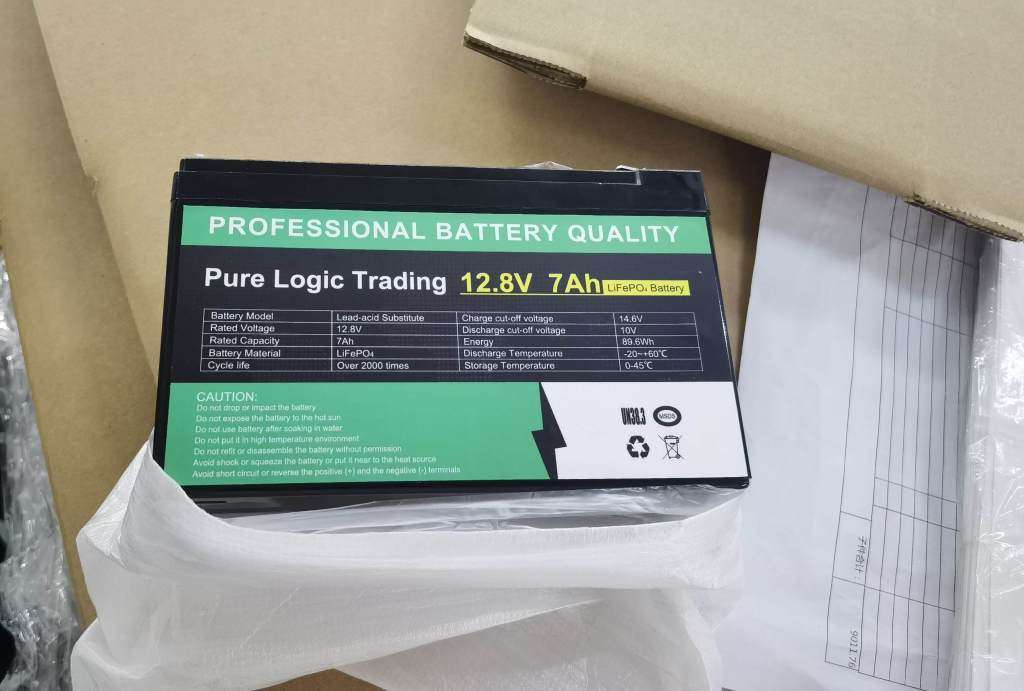 PROFESSIONAL BATTERY QUALITY
Pure Logic Trading 12.8V 7Ah LiFePO₄ Battery
Battery Model Lead-acid Substitute Charge cut-off voltage 14.6V
Rated Voltage 12.8V Discharge cut-off voltage 10V
Rated Capacity 7Ah Energy 89.6Wh
Battery Material LiFePO₄ Discharge Temperature -20~+60℃
Cycle life Over 2000 times Storage Temperature 0-45℃
CAUTION:
Do not drop or impact the battery
Do not expose the battery to the hot sun
Do not use battery after soaking in water
Do not put it in high temperature environment
Do not refit or disassemble the battery without permission
Avoid shock or squeeze the battery or put it near to the heat source
Avoid short circuit or reverse the positive (+) and the negative (-) terminals
UN38.3 MSDS
9011.76